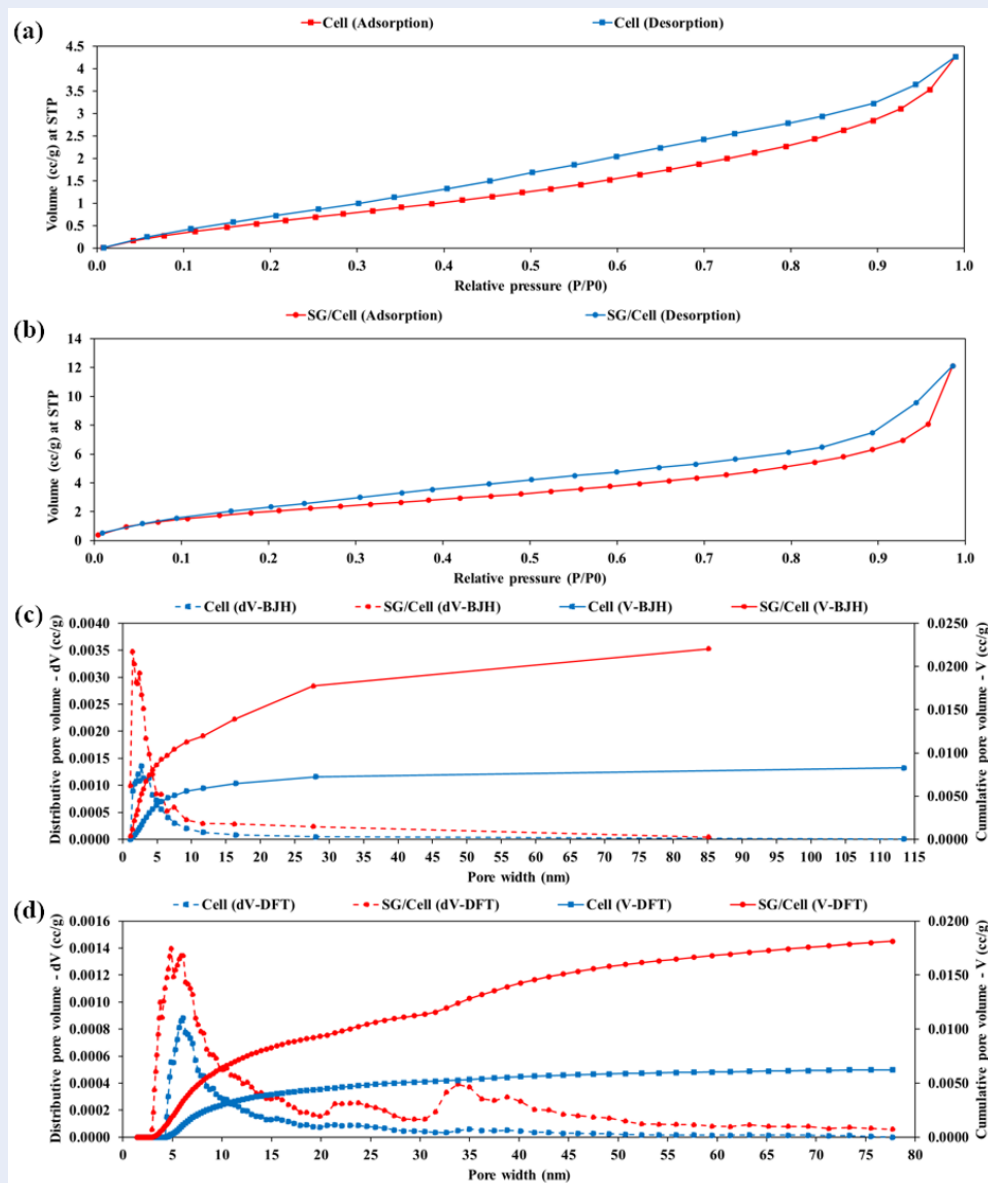 (a)
Cell (Adsorption) Cell (Desorption)
4.5
4
3.5
3
2.5
2
1.5
1
0.5
0
Volume (cc/g) at STP
0.0 0.1 0.2 0.3 0.4 0.5 0.6 0.7 0.8 0.9 1.0
Relative pressure (P/P0)
(b)
SG/Cell (Adsorption) SG/Cell (Desorption)
14
12
10
8
6
4
2
0
Volume (cc/g) at STP
0.0 0.1 0.2 0.3 0.4 0.5 0.6 0.7 0.8 0.9 1.0
Relative pressure (P/P0)
(c)
Cell (dV-BJH) SG/Cell (dV-BJH) Cell (V-BJH) SG/Cell (V-BJH)
0.0040
0.0035
0.0030
0.0025
0.0020
0.0015
0.0010
0.0005
0.0000
Distributive pore volume - dV (cc/g)
0.0250
0.0200
0.0150
0.0100
0.0050
0.0000
Cumulative pore volume - V (cc/g)
0 5 10 15 20 25 30 35 40 45 50 55 60 65 70 75 80 85 90 95 100 105 110 115
Pore width (nm)
(d)
Cell (dV-DFT) SG/Cell (dV-DFT) Cell (V-DFT) SG/Cell (V-DFT)
0.0016
0.0014
0.0012
0.0010
0.0008
0.0006
0.0004
0.0002
0.0000
Distributive pore volume - dV (cc/g)
0.0200
0.0150
0.0100
0.0050
0.0000
Cumulative pore volume - V (cc/g)
0 5 10 15 20 25 30 35 40 45 50 55 60 65 70 75 80
Pore width (nm)